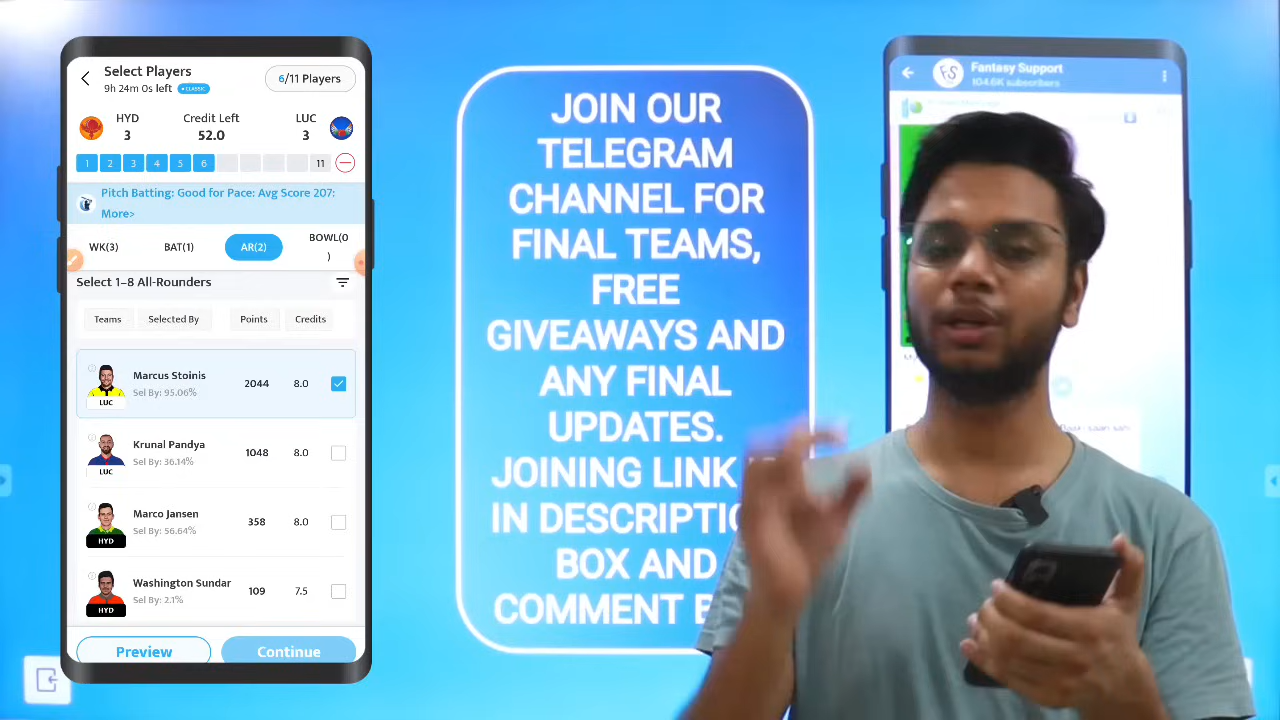 Select Players
9h 24m 0s left
CLASSIC
6/11 Players
HYD
3
Credit Left
52.0
LUC
3
1 2 3 4 5 6 11
Pitch Batting: Good for Pace: Avg Score 207:
More>
WK(3)
BAT(1)
AR(2)
BOWL(0
)
Select 1-8 All-Rounders
Teams
Selected By
Points
Credits
Marcus Stoinis
Sel By: 95.06%
2044
8.0
LUC
Krunal Pandya
Sel By: 36.14%
1048
8.0
LUC
Marco Jansen
Sel By: 56.64%
358
8.0
HYD
Washington Sundar
Sel By: 2.1%
109
7.5
HYD
Preview
Continue
JOIN OUR
TELEGRAM
CHANNEL FOR
FINAL TEAMS,
FREE
GIVEAWAYS AND
ANY FINAL
UPDATES.
JOINING LINK
IN DESCRIPTIO
BOX AND
COMMENT B
FS
Fantasy Support
104.6K subscribers